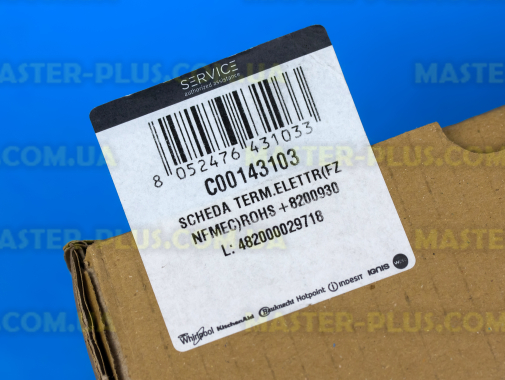 SERVICE
authorized assistance
8 052476 431033
C00143103
SCHEDA TERM.ELETTR(FZ
NFMEC)ROHS +8200930
L: 482000029718
Whirlpool KitchenAid Bauknecht Hotpoint indesit IGNIS
MASTER-PLUS.COM.UA